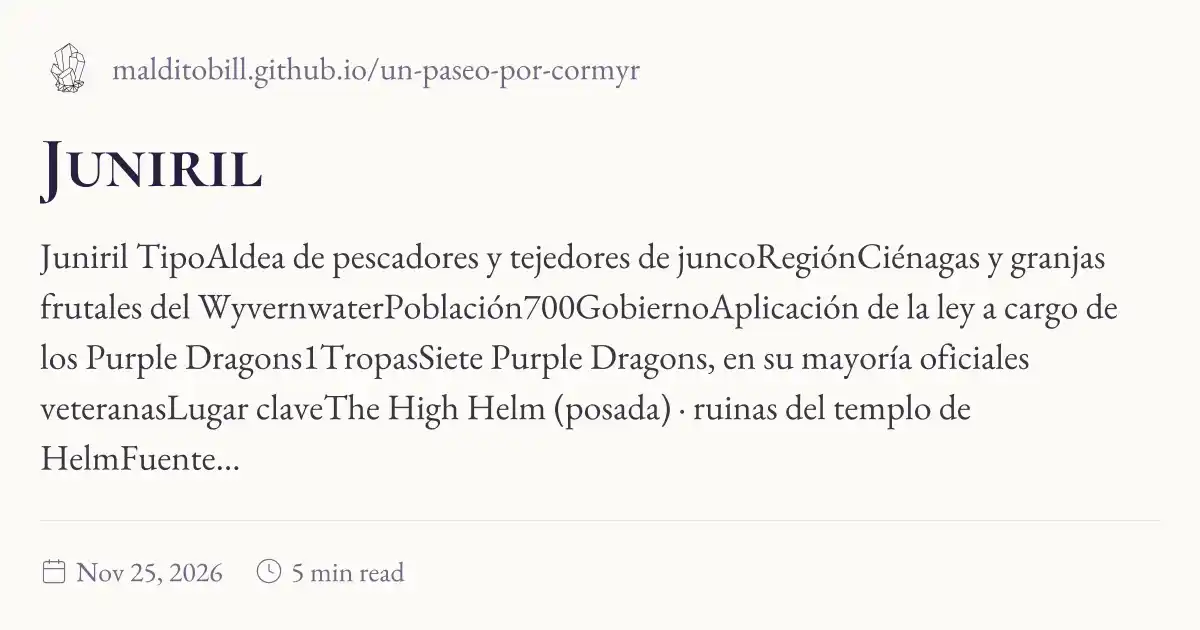 malditobill.github.io/un-paseo-por-cormyr
Juniril
Juniril TipoAldea de pescadores y tejedores de juncoRegiónCiénagas y granjas
frutales del WyvernwaterPoblación700GobiernoAplicación de la ley a cargo de
los Purple Dragons1TropasSiete Purple Dragons, en su mayoría oficiales
veteranasLugar claveThe High Helm (posada) · ruinas del templo de
HelmFuente...
Nov 25, 2026 5 min read